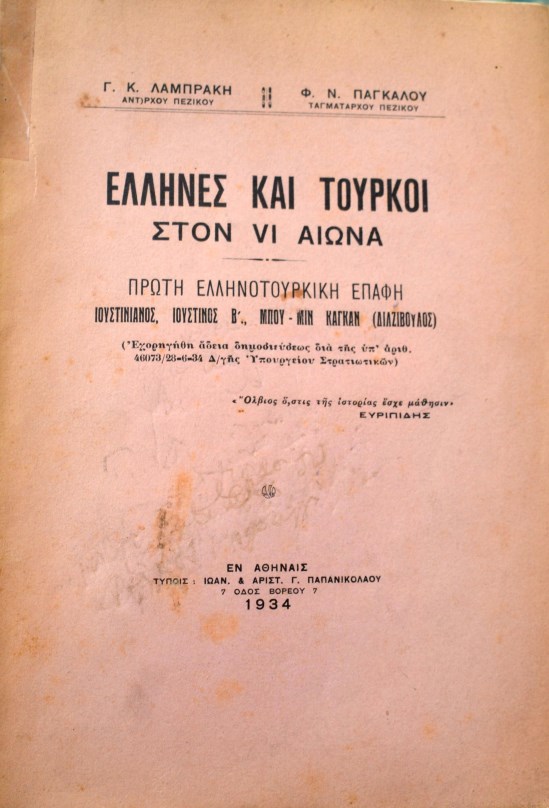 Γ. Κ. ΛΑΜΠΡΑΚΗ
ΑΝΤ)ΡΧΟΥ ΠΕΖΙΚΟΥ
Φ. Ν. ΠΑΓΚΑΛΟΥ
ΤΑΓΜΑΤΑΡΧΟΥ ΠΕΖΙΚΟΥ
ΕΛΛΗΝΕΣ ΚΑΙ ΤΟΥΡΚΟΙ
ΣΤΟΝ VI ΑΙΩΝΑ
ΠΡΩΤΗ ΕΛΛΗΝΟΤΟΥΡΚΙΚΗ ΕΠΑΦΗ
ΙΟΥΣΤΙΝΙΑΝΟΣ, ΙΟΥΣΤΙΝΟΣ Β΄., ΜΠΟΥ - ΜΙΝ ΚΑΓΚΑΝ (ΔΙΛΖΙΒΟΥΛΟΣ)
(Ἐχορηγήθη ἄδεια δημοσιεύσεως διὰ τῆς ὑπ' ἀριθ.
46073/28-6-34 Δ/γῆς Ὑπουργείου Στρατιωτικῶν)
«Ὄλβιος ὅ,στις τῆς ἱστορίας ἔσχε μάθησιν»
ΕΥΡΙΠΙΔΗΣ
ΕΝ ΑΘΗΝΑΙΣ
ΤΥΠΟΙΣ : ΙΩΑΝ. & ΑΡΙΣΤ. Γ. ΠΑΠΑΝΙΚΟΛΑΟΥ
7 ΟΔΟΣ ΒΟΡΕΟΥ 7
1934